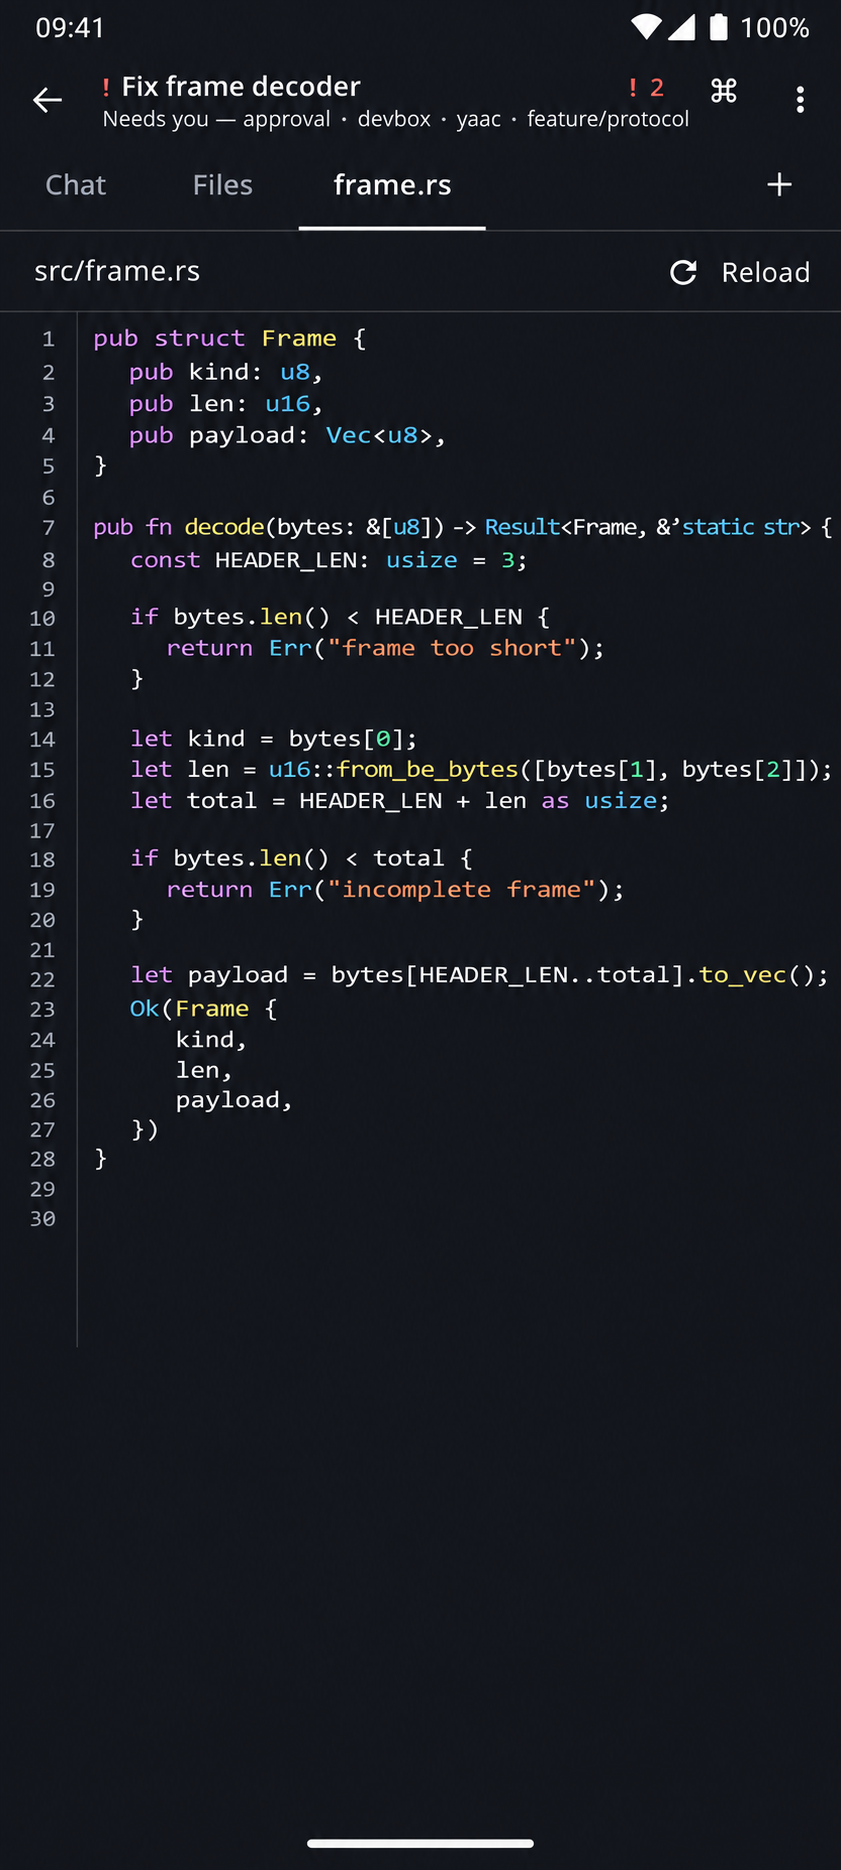 09:41 100%
! Fix frame decoder ! 2 ⌘
Needs you — approval · devbox · yaac · feature/protocol
Chat Files frame.rs +
src/frame.rs Reload
1 pub struct Frame {
2 pub kind: u8,
3 pub len: u16,
4 pub payload: Vec<u8>,
5 }
6
7 pub fn decode(bytes: &[u8]) -> Result<Frame, &’static str> {
8 const HEADER_LEN: usize = 3;
9
10 if bytes.len() < HEADER_LEN {
11 return Err("frame too short");
12 }
13
14 let kind = bytes[0];
15 let len = u16::from_be_bytes([bytes[1], bytes[2]]);
16 let total = HEADER_LEN + len as usize;
17
18 if bytes.len() < total {
19 return Err("incomplete frame");
20 }
21
22 let payload = bytes[HEADER_LEN..total].to_vec();
23 Ok(Frame {
24 kind,
25 len,
26 payload,
27 })
28 }
29
30